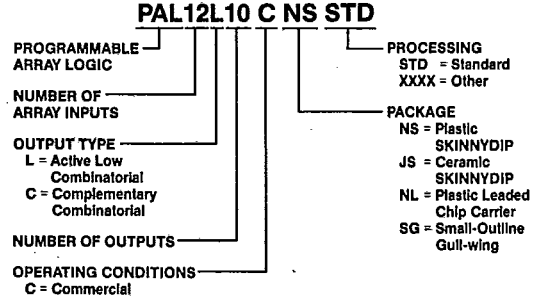 PAL12L10 C NS STD
PROGRAMMABLE
ARRAY LOGIC
NUMBER OF
ARRAY INPUTS
OUTPUT TYPE
L = Active Low
Combinatorial
C = Complementary
Combinatorial
NUMBER OF OUTPUTS
OPERATING CONDITIONS
C = Commercial
PROCESSING
STD = Standard
XXXX = Other
PACKAGE
NS = Plastic
SKINNYDIP
JS = Ceramic
SKINNYDIP
NL = Plastic Leaded
Chip Carrier
SG = Small-Outline
Gull-wing